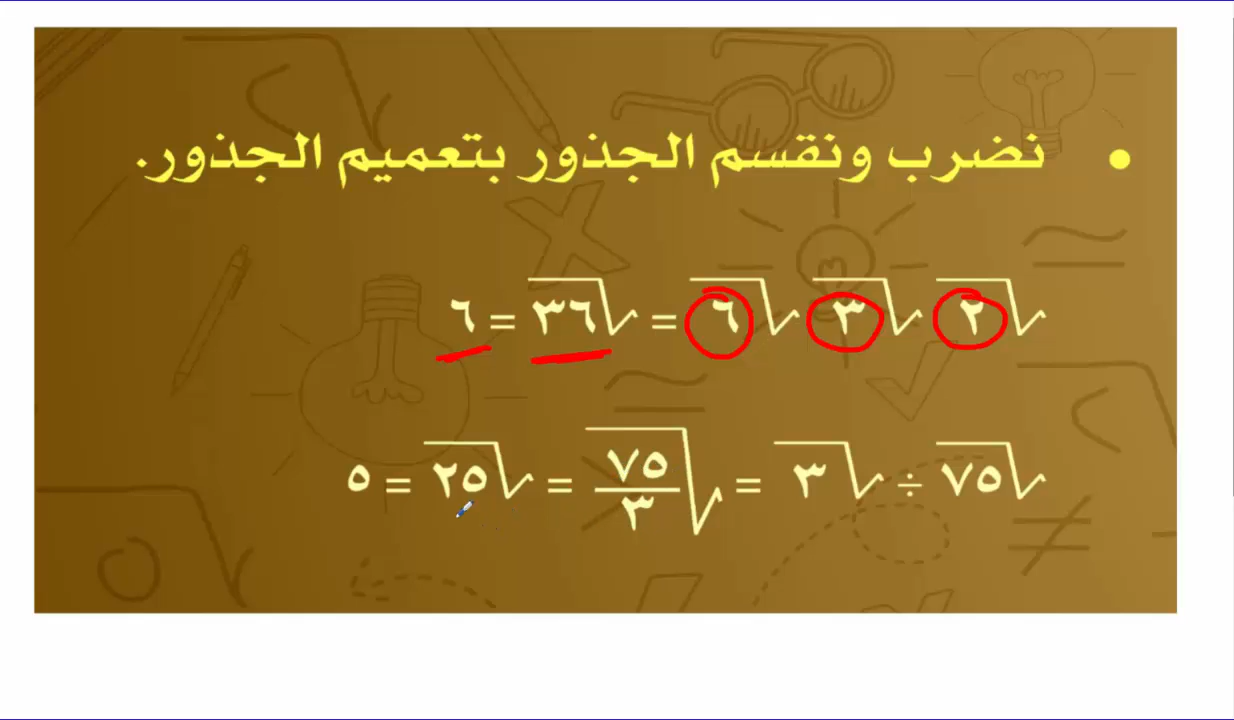 • نضرب ونقسم الجذور بتعميم الجذور.
√٢ √٣ √٦ = √٣٦ = ٦
√٧٥ ÷ √٣ = √(٧٥/٣) = √٢٥ = ٥